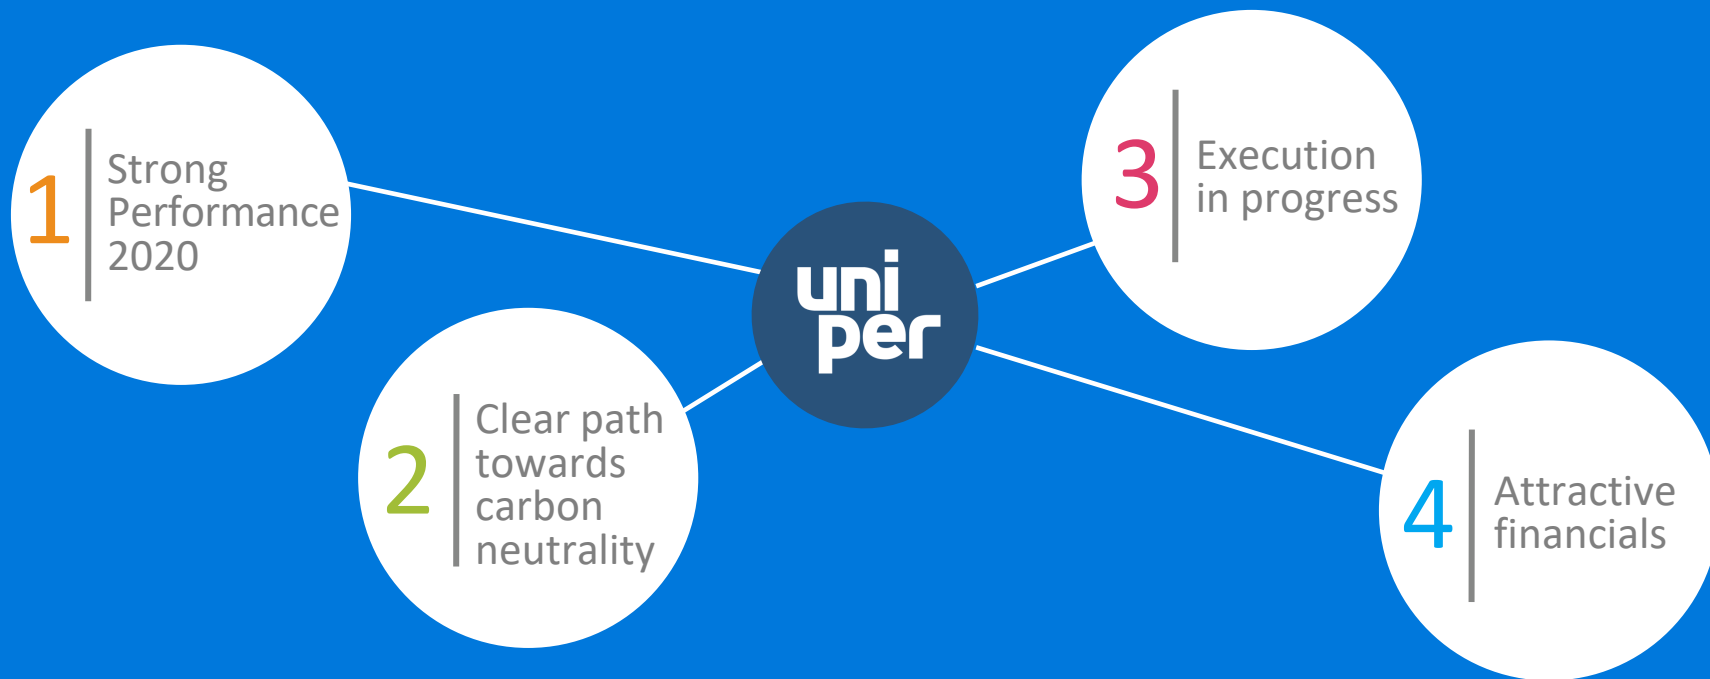 1
Strong
Performance
2020
2
Clear path
towards
carbon
neutrality
uni
per
3
Execution
in progress
4
Attractive
financials